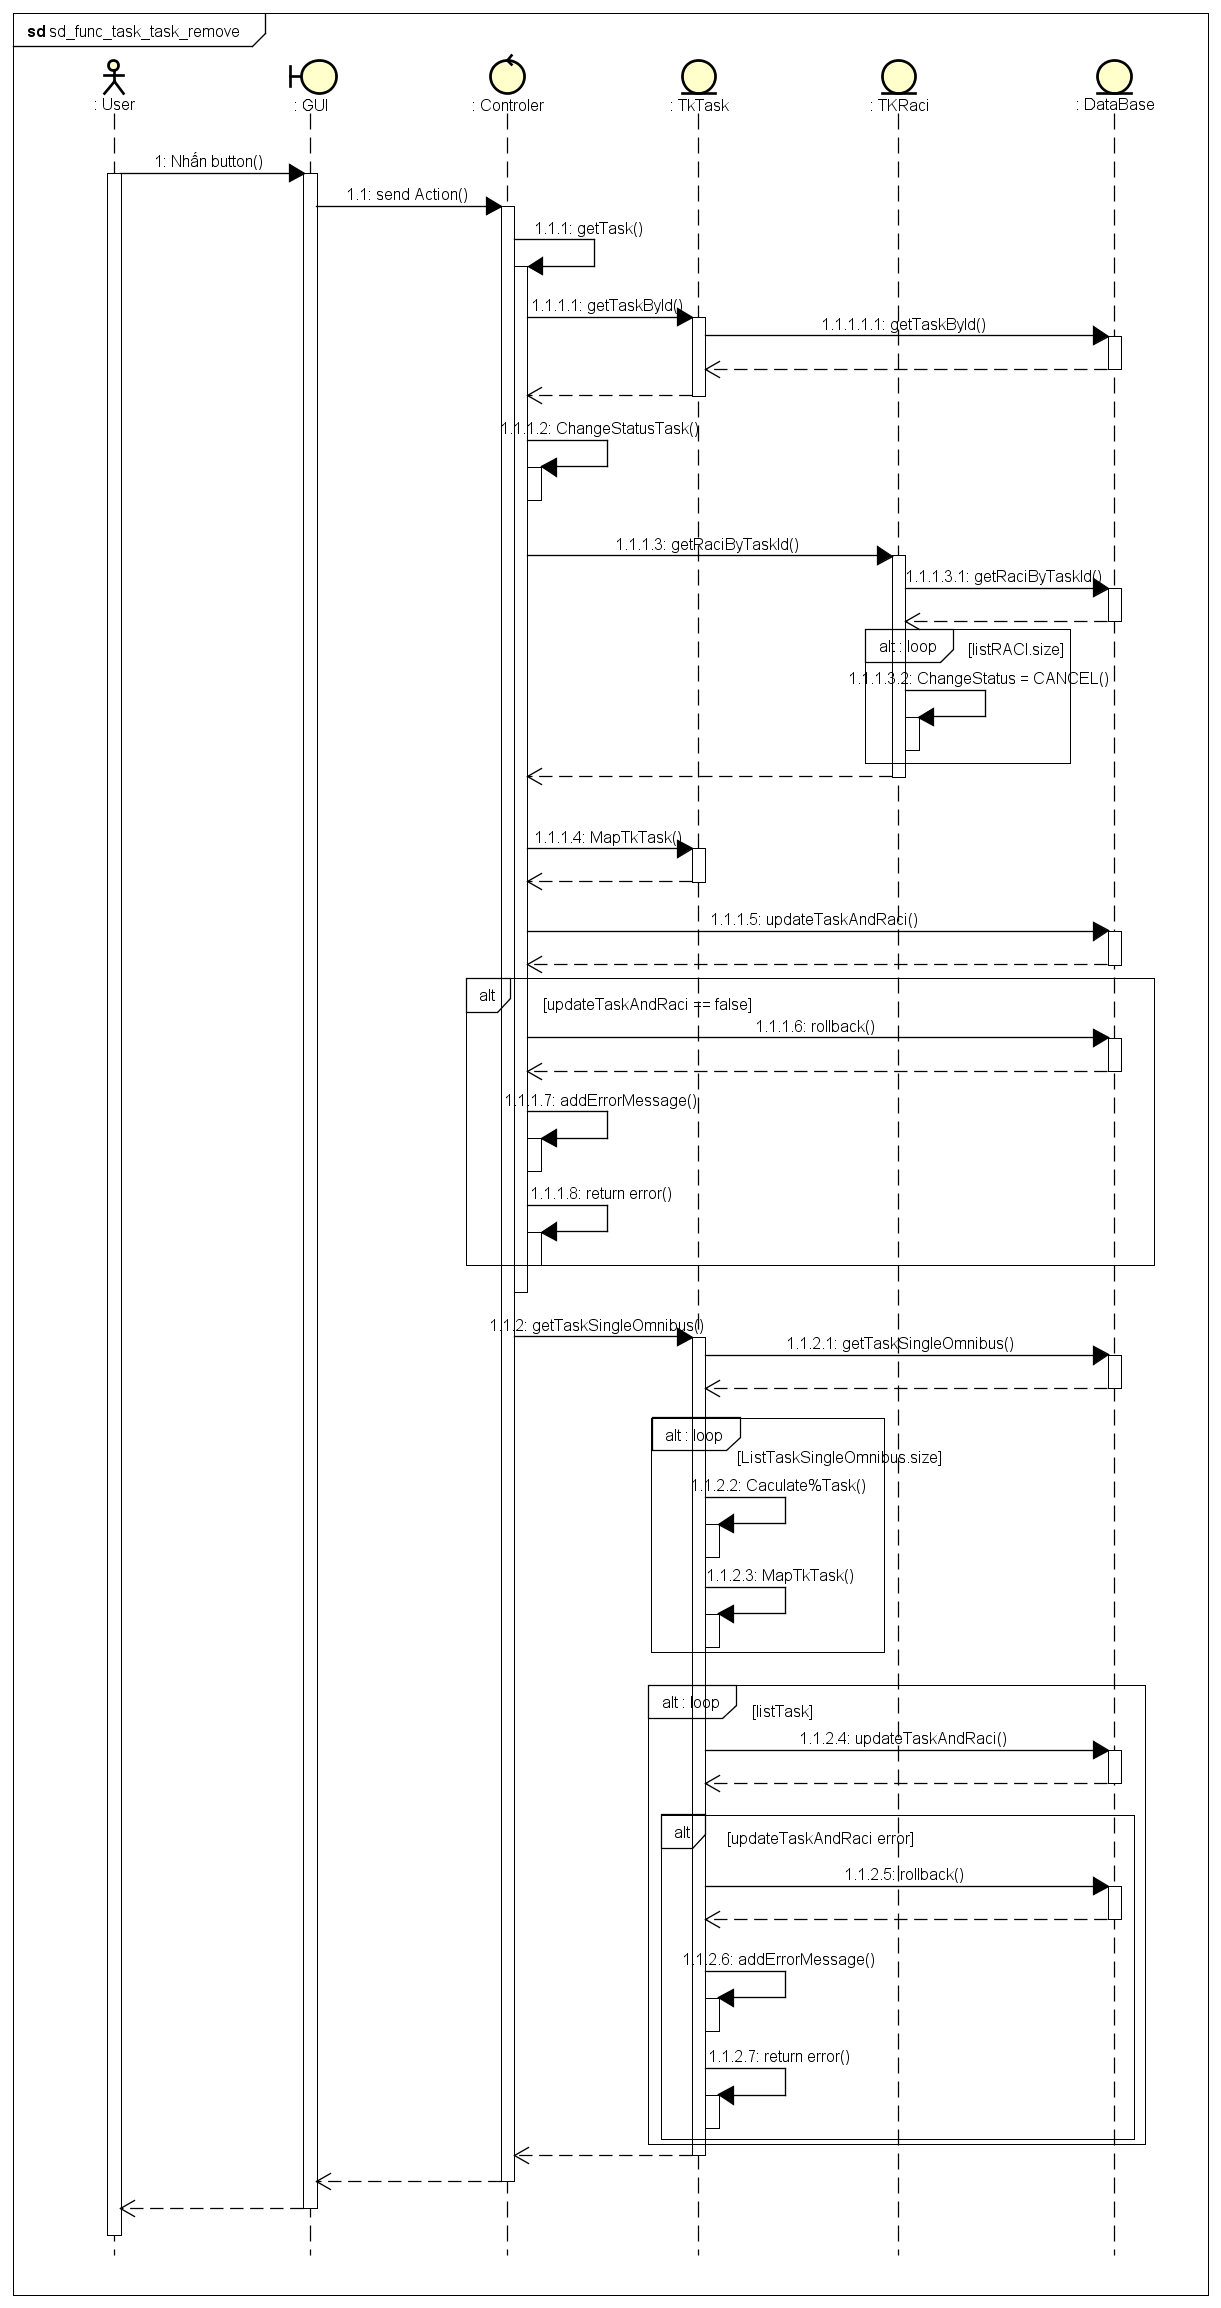 sd sd_func_task_task_remove
: User
: GUI
: Controler
: TkTask
: TKRaci
: DataBase
1: Nhấn button()
1.1: send Action()
1.1.1: getTask()
1.1.1.1: getTaskById()
1.1.1.1.1: getTaskById()
1.1.1.2: ChangeStatusTask()
1.1.1.3: getRaciByTaskId()
1.1.1.3.1: getRaciByTaskId()
alt : loop
[listRACI.size]
1.1.1.3.2: ChangeStatus = CANCEL()
1.1.1.4: MapTkTask()
1.1.1.5: updateTaskAndRaci()
alt
[updateTaskAndRaci == false]
1.1.1.6: rollback()
1.1.1.7: addErrorMessage()
1.1.1.8: return error()
1.1.2: getTaskSingleOmnibus()
1.1.2.1: getTaskSingleOmnibus()
alt : loop
[ListTaskSingleOmnibus.size]
1.1.2.2: Caculate%Task()
1.1.2.3: MapTkTask()
alt : loop
[listTask]
1.1.2.4: updateTaskAndRaci()
alt
[updateTaskAndRaci error]
1.1.2.5: rollback()
1.1.2.6: addErrorMessage()
1.1.2.7: return error()